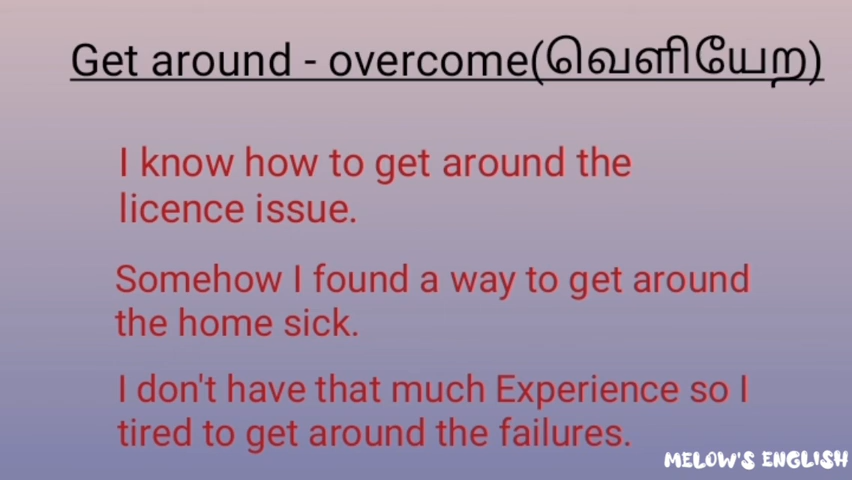 Get around - overcome(வெளியேற)
I know how to get around the
licence issue.
Somehow I found a way to get around
the home sick.
I don't have that much Experience so I
tired to get around the failures.
MELOW'S ENGLISH